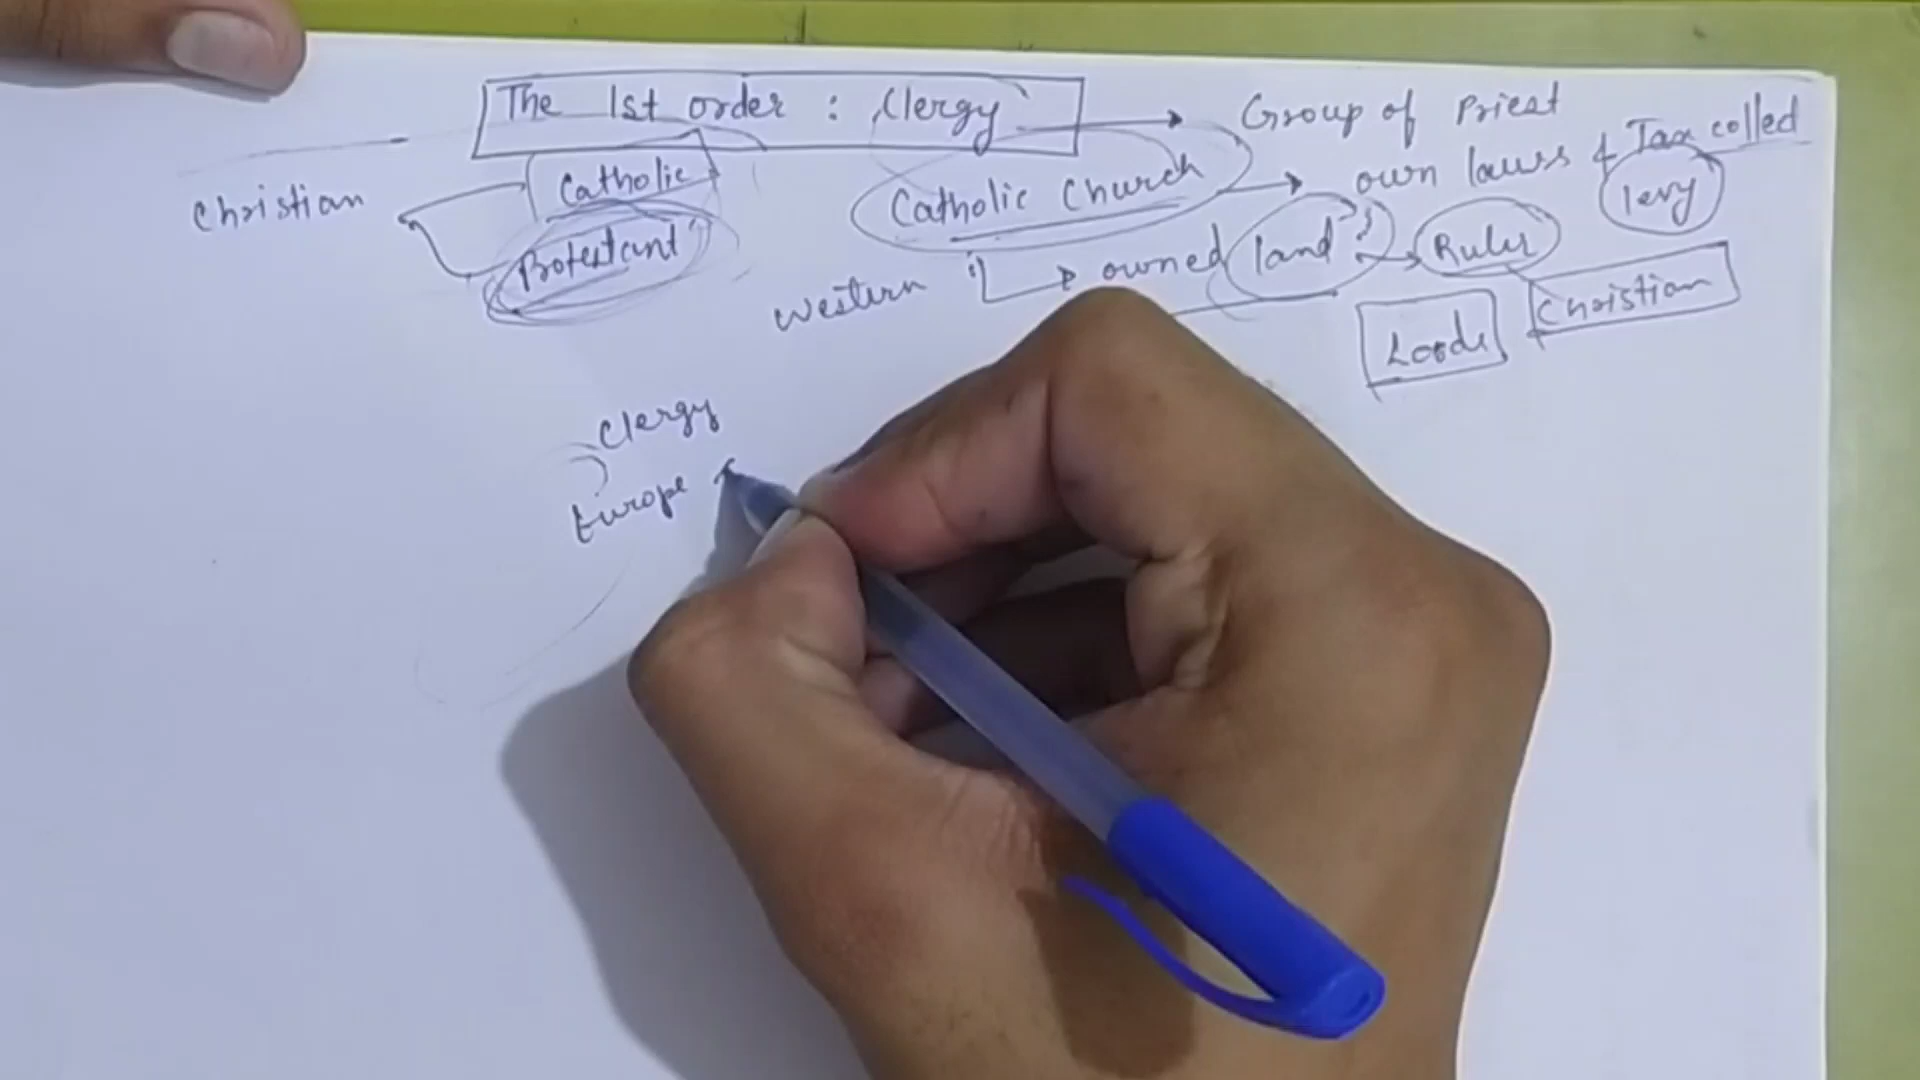 The 1st order : Clergy
Group of Priest
Christian
Catholic
Protestant
Catholic Church
own laws & Tax colled
levy
western
owned land
Ruler
Lords
Christian
Clergy
Europe